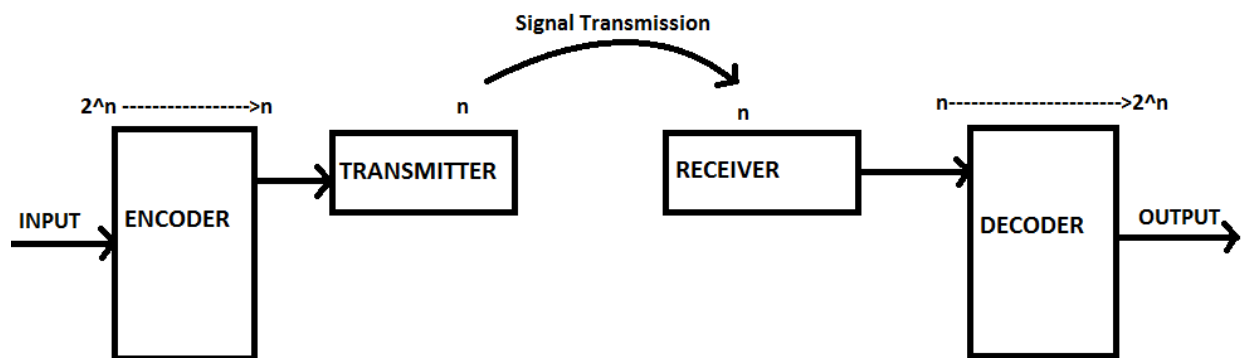 Signal Transmission
2^n ----------------->n
n
n
n----------------------->2^n
TRANSMITTER
RECEIVER
INPUT
ENCODER
DECODER
OUTPUT